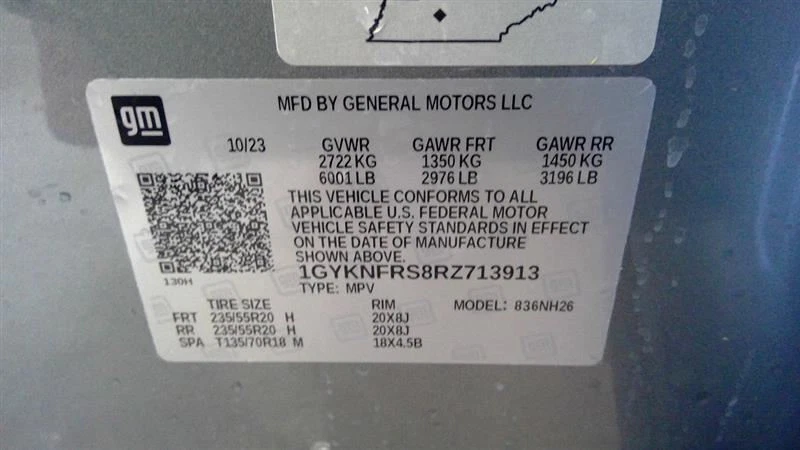 gm
MFD BY GENERAL MOTORS LLC
10/23 GVWR GAWR FRT GAWR RR
2722 KG 1350 KG 1450 KG
6001 LB 2976 LB 3196 LB
THIS VEHICLE CONFORMS TO ALL
APPLICABLE U.S. FEDERAL MOTOR
VEHICLE SAFETY STANDARDS IN EFFECT
ON THE DATE OF MANUFACTURE
SHOWN ABOVE.
130H
1GYKNFRS8RZ713913
TYPE: MPV
TIRE SIZE RIM MODEL: 836NH26
FRT 235/55R20 H 20X8J
RR 235/55R20 H 20X8J
SPA T135/70R18 M 18X4.5B